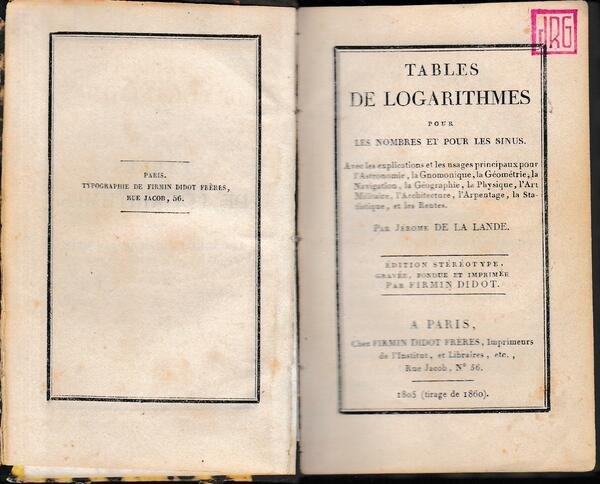 PARIS.
TYPOGRAPHIE DE FIRMIN DIDOT FRÈRES,
RUE JACOB, 56.
JRG
TABLES
DE LOGARITHMES
POUR
LES NOMBRES ET POUR LES SINUS.
Avec les explications et les usages principaux pour
l'Astronomie, la Gnomonique, la Géométrie, la
Navigation, la Géographie, la Physique, l'Art
Militaire, l'Architecture, l'Arpentage, la Sta-
tistique, et les Rentes.
PAR JÉROME DE LA LANDE.
ÉDITION STÉRÉOTYPE,
GRAVÉE, FONDUE ET IMPRIMÉE
PAR FIRMIN DIDOT.
A PARIS,
Chez FIRMIN DIDOT FRÈRES, Imprimeurs
de l'Institut, et Libraires, etc.,
Rue Jacob, N° 56.
1805 (tirage de 1860).